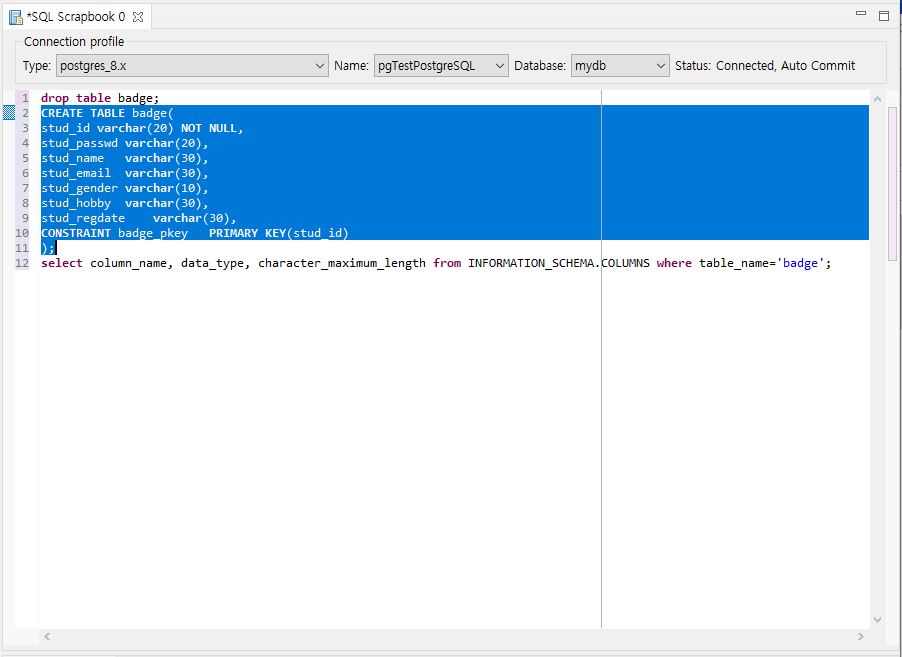 *SQL Scrapbook 0
Connection profile
Type: postgres_8.x Name: pgTestPostgreSQL Database: mydb Status: Connected, Auto Commit
1 drop table badge;
2 CREATE TABLE badge(
3 stud_id varchar(20) NOT NULL,
4 stud_passwd varchar(20),
5 stud_name varchar(30),
6 stud_email varchar(30),
7 stud_gender varchar(10),
8 stud_hobby varchar(30),
9 stud_regdate varchar(30),
10 CONSTRAINT badge_pkey PRIMARY KEY(stud_id)
11 );
12 select column_name, data_type, character_maximum_length from INFORMATION_SCHEMA.COLUMNS where table_name='badge';